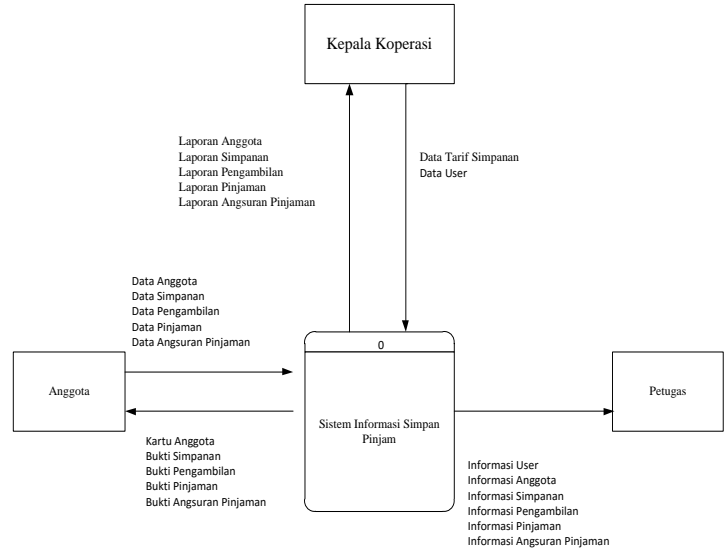 Kepala Koperasi
Laporan Anggota
Laporan Simpanan
Laporan Pengambilan
Laporan Pinjaman
Laporan Angsuran Pinjaman
Data Tarif Simpanan
Data User
Data Anggota
Data Simpanan
Data Pengambilan
Data Pinjaman
Data Angsuran Pinjaman
0
Anggota
Sistem Informasi Simpan
Pinjam
Petugas
Kartu Anggota
Bukti Simpanan
Bukti Pengambilan
Bukti Pinjaman
Bukti Angsuran Pinjaman
Informasi User
Informasi Anggota
Informasi Simpanan
Informasi Pengambilan
Informasi Pinjaman
Informasi Angsuran Pinjaman